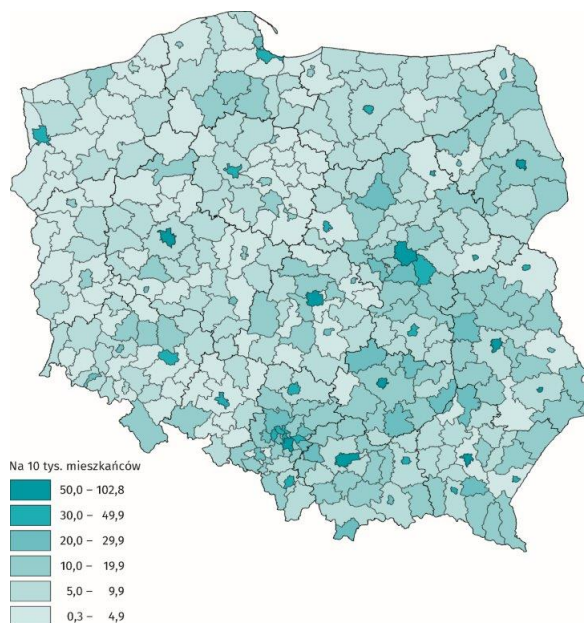 Na 10 tys. mieszkańców
50,0 – 102,8
30,0 – 49,9
20,0 – 29,9
10,0 – 19,9
5,0 – 9,9
0,3 – 4,9